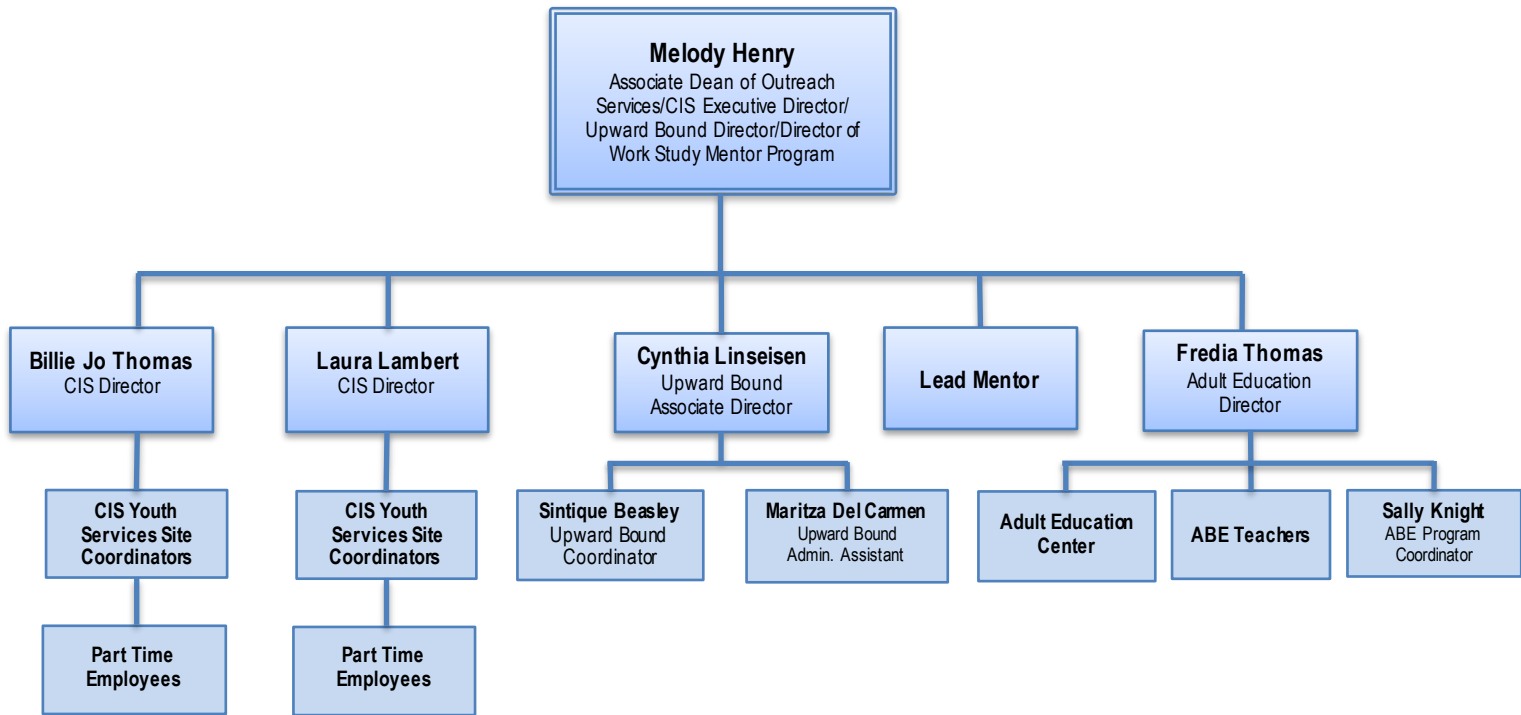 Melody Henry
Associate Dean of Outreach
Services/CIS Executive Director/
Upward Bound Director/Director of
Work Study Mentor Program
Billie Jo Thomas
CIS Director
Laura Lambert
CIS Director
Cynthia Linseisen
Upward Bound
Associate Director
Lead Mentor
Fredia Thomas
Adult Education
Director
CIS Youth
Services Site
Coordinators
CIS Youth
Services Site
Coordinators
Sintique Beasley
Upward Bound
Coordinator
Maritza Del Carmen
Upward Bound
Admin. Assistant
Adult Education
Center
ABE Teachers
Sally Knight
ABE Program
Coordinator
Part Time
Employees
Part Time
Employees